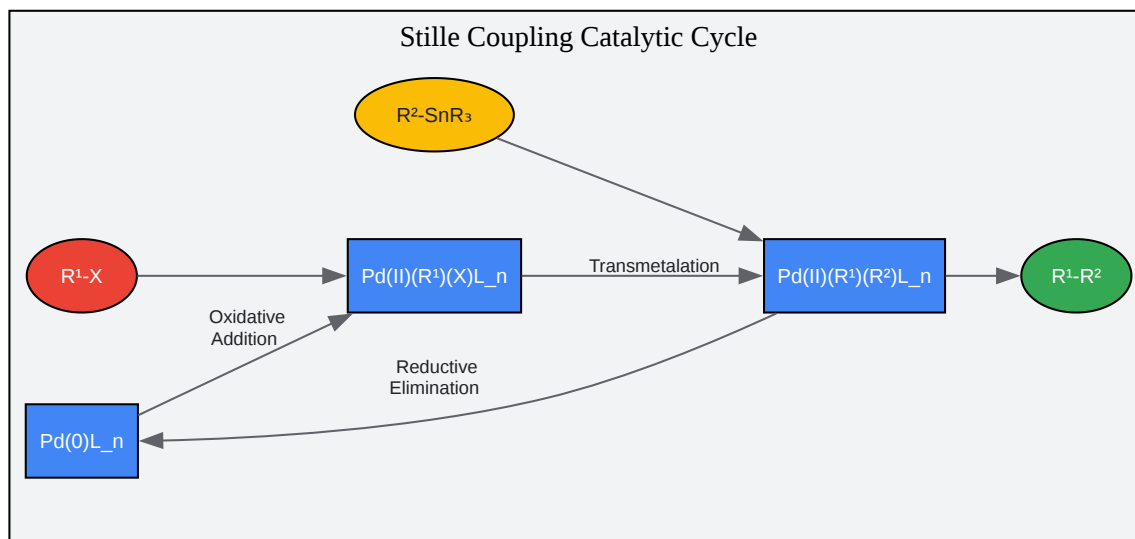 Stille Coupling Catalytic Cycle
R²-SnR₃
R¹-X
Pd(II)(R¹)(X)L_n
Transmetalation
Pd(II)(R¹)(R²)L_n
R¹-R²
Oxidative
Addition
Reductive
Elimination
Pd(0)L_n